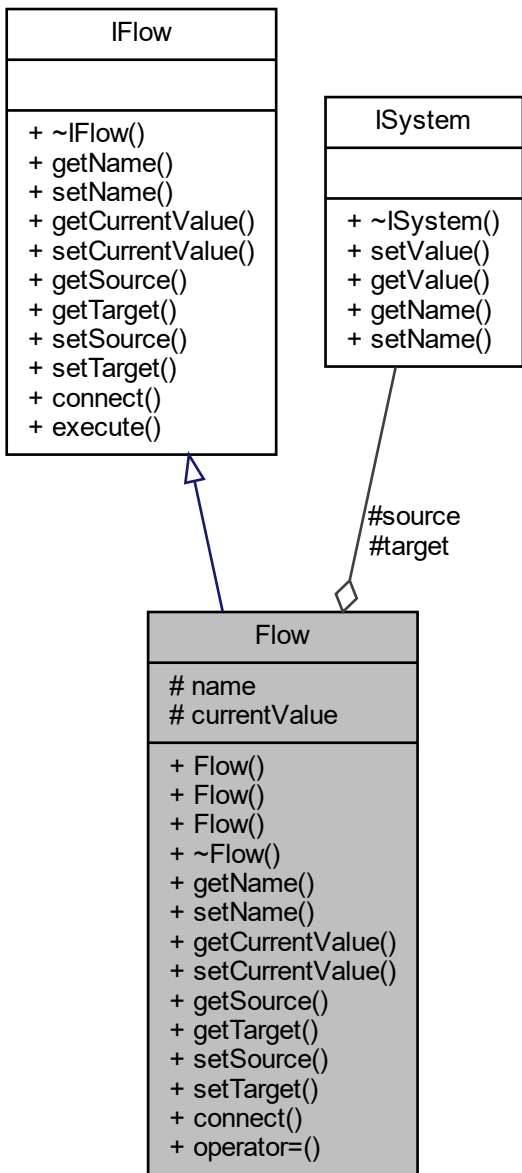 IFlow
+ ~IFlow()
+ getName()
+ setName()
+ getCurrentValue()
+ setCurrentValue()
+ getSource()
+ getTarget()
+ setSource()
+ setTarget()
+ connect()
+ execute()
ISystem
+ ~ISystem()
+ setValue()
+ getValue()
+ getName()
+ setName()
#source
#target
Flow
# name
# currentValue
+ Flow()
+ Flow()
+ Flow()
+ ~Flow()
+ getName()
+ setName()
+ getCurrentValue()
+ setCurrentValue()
+ getSource()
+ getTarget()
+ setSource()
+ setTarget()
+ connect()
+ operator=()